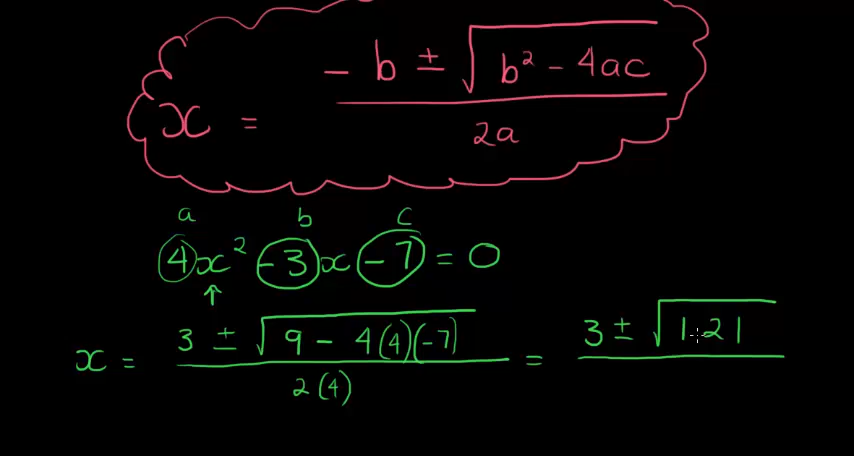 x = -b ± √(b² - 4ac) / 2a
a b c
4x² - 3x - 7 = 0
x = 3 ± √(9 - 4(4)(-7)) / 2(4) = 3 ± √121